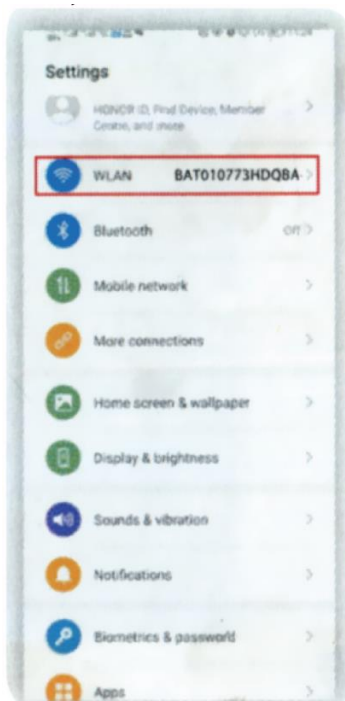 Settings
HONOR ID, Find Device, Member
Centre, and more
WLAN BAT010773HDQBA
Bluetooth Off
Mobile network
More connections
Home screen & wallpaper
Display & brightness
Sounds & vibration
Notifications
Biometrics & password
Apps